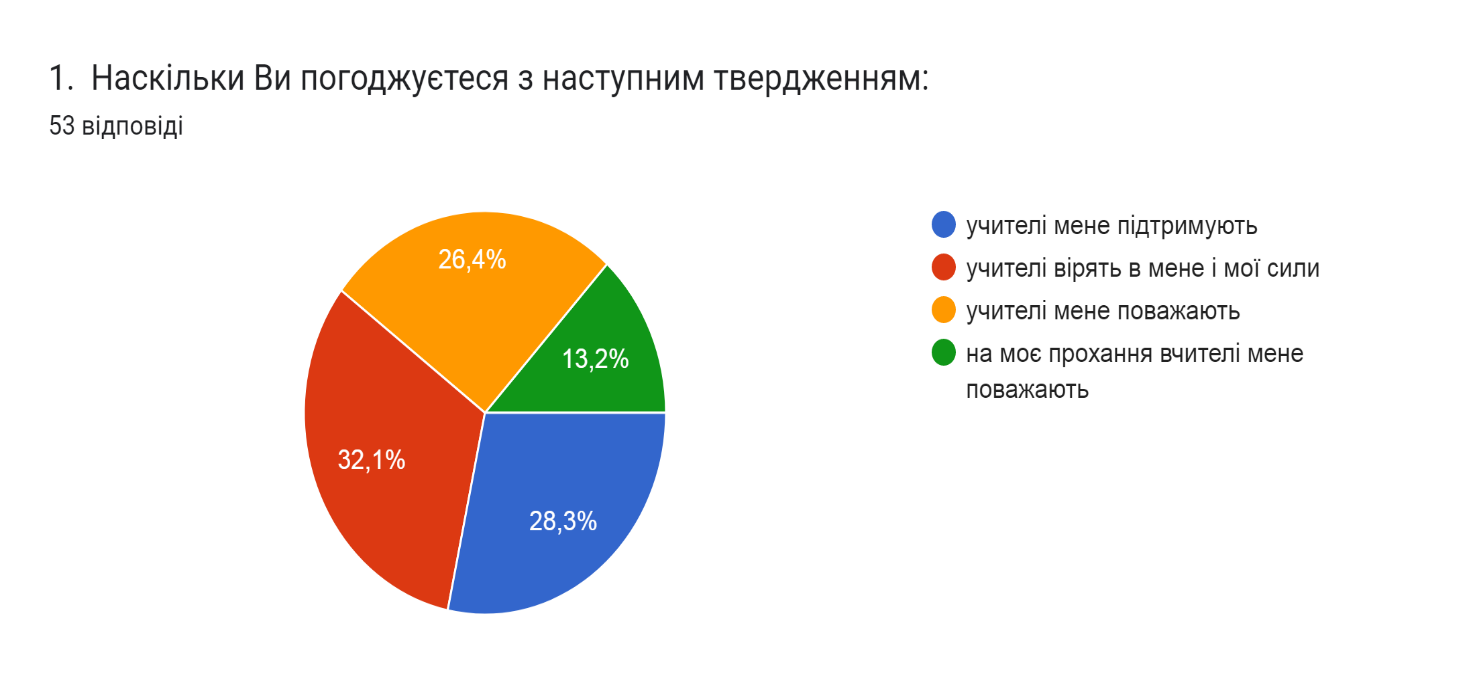 1. Наскільки Ви погоджуєтеся з наступним твердженням:
53 відповіді
26,4%
13,2%
32,1%
28,3%
учителі мене підтримують
учителі вірять в мене і мої сили
учителі мене поважають
на моє прохання вчителі мене
поважають